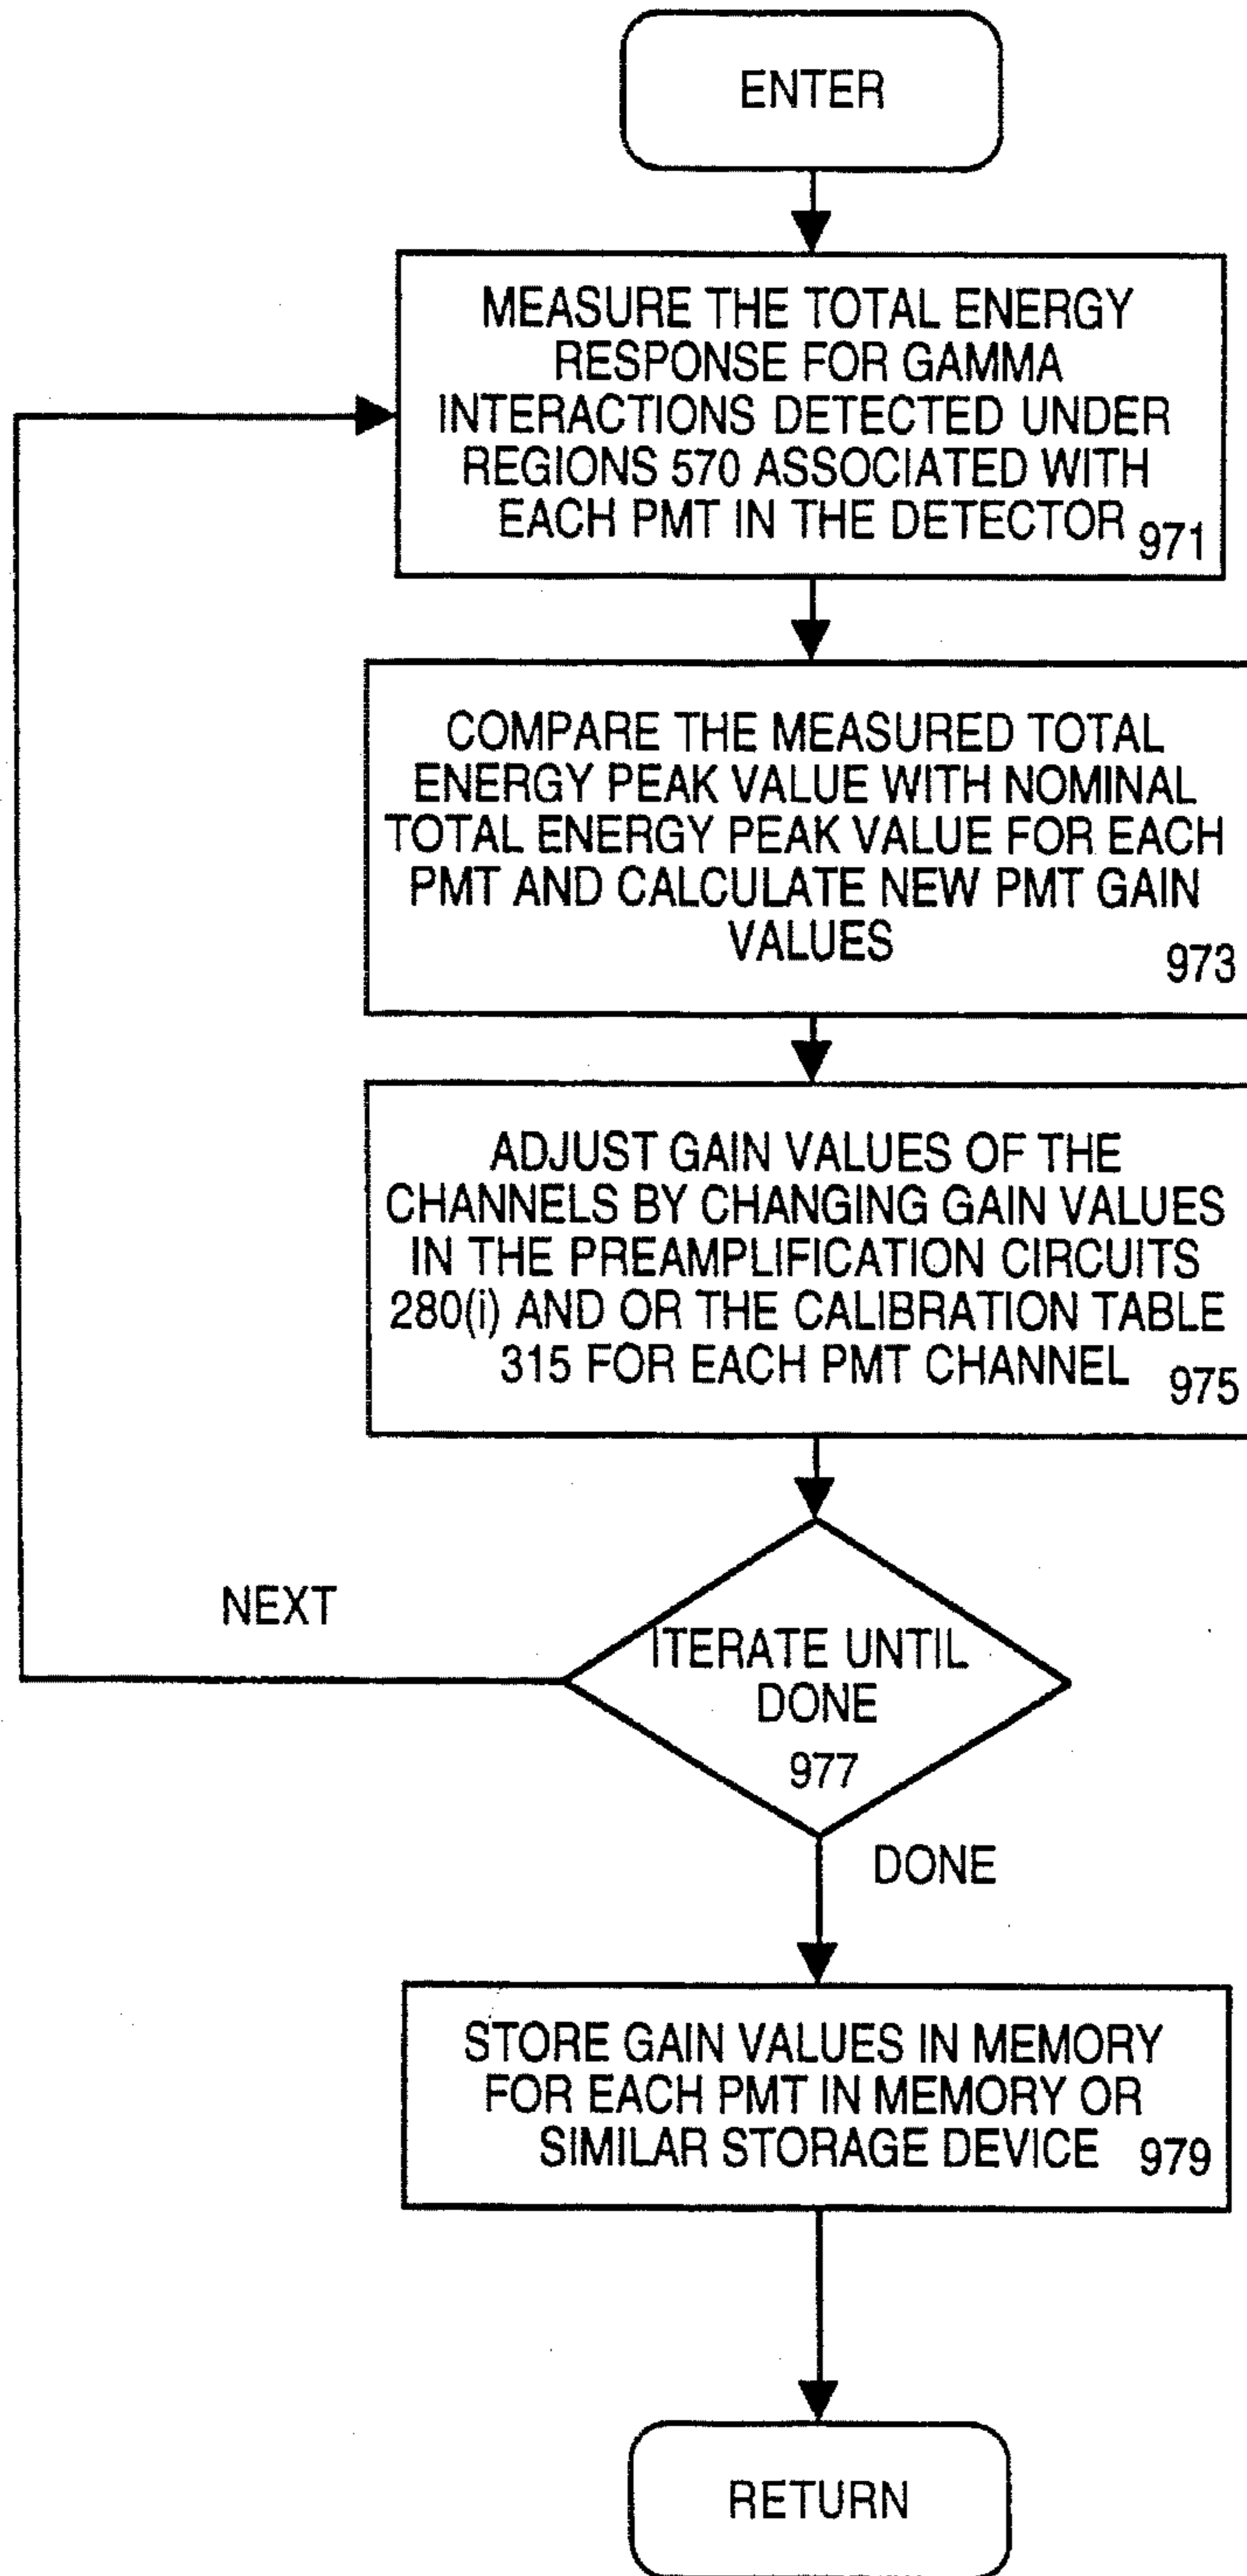 ENTER
MEASURE THE TOTAL ENERGY
RESPONSE FOR GAMMA
INTERACTIONS DETECTED UNDER
REGIONS 570 ASSOCIATED WITH
EACH PMT IN THE DETECTOR 971
COMPARE THE MEASURED TOTAL
ENERGY PEAK VALUE WITH NOMINAL
TOTAL ENERGY PEAK VALUE FOR EACH
PMT AND CALCULATE NEW PMT GAIN
VALUES 973
ADJUST GAIN VALUES OF THE
CHANNELS BY CHANGING GAIN VALUES
IN THE PREAMPLIFICATION CIRCUITS
280(i) AND OR THE CALIBRATION TABLE
315 FOR EACH PMT CHANNEL 975
NEXT
ITERATE UNTIL
DONE
977
DONE
STORE GAIN VALUES IN MEMORY
FOR EACH PMT IN MEMORY OR
SIMILAR STORAGE DEVICE 979
RETURN